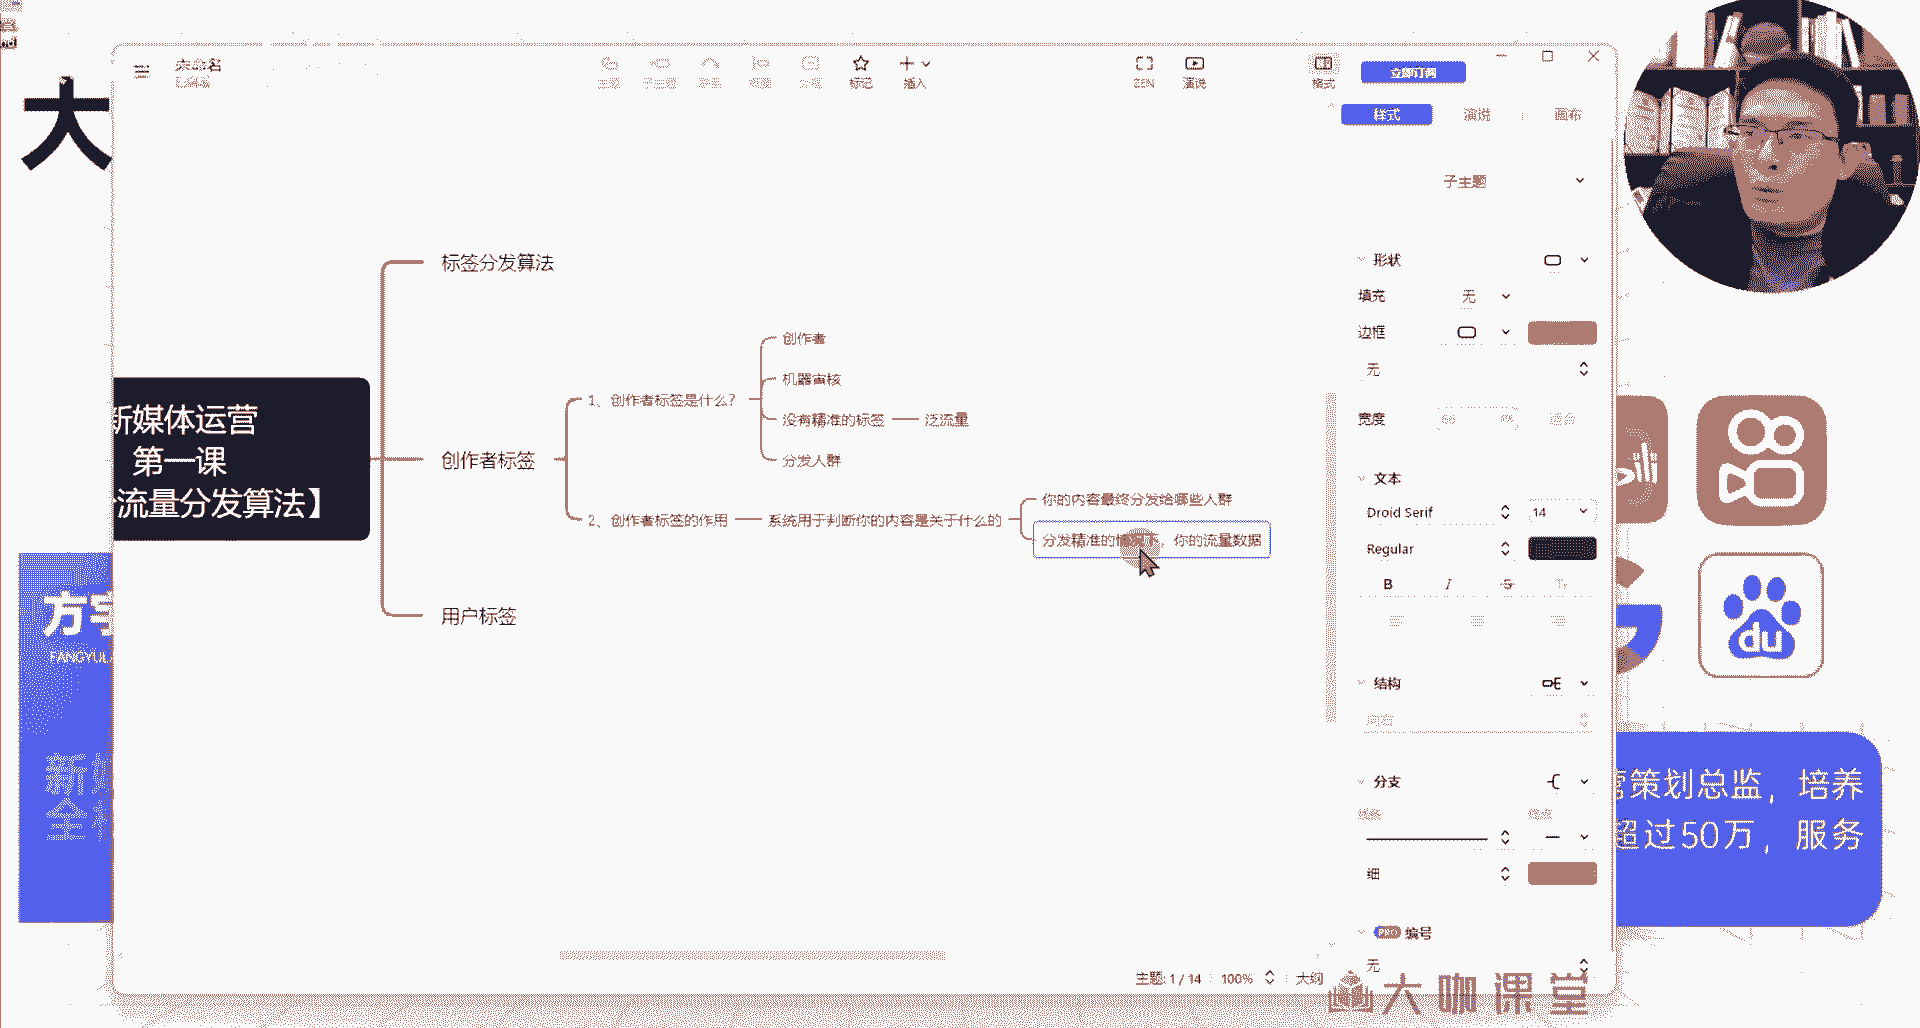 大
未命名
已编辑
主题
子主题
标记
插入
ZEN
演说
格式
立即订阅
样式
演说
画布
子主题
形状
填充
无
边框
无
宽度
适合
文本
Droid Serif
14
Regular
B
I
S
结构
向右
分支
细
PRO
编号
无
标签分发算法
创作者
机器审核
1、创作者标签是什么?
没有精准的标签
泛流量
分发人群
新媒体运营
第一课
流量分发算法】
创作者标签
你的内容最终分发给哪些人群
2、创作者标签的作用
系统用于判断你的内容是关于什么的
分发精准的情况下,你的流量数据
用户标签
FANGYU
新媒
全
du
营策划总监,培养
超过50万,服务
主题: 1 / 14
100%
大纲
大咖课堂